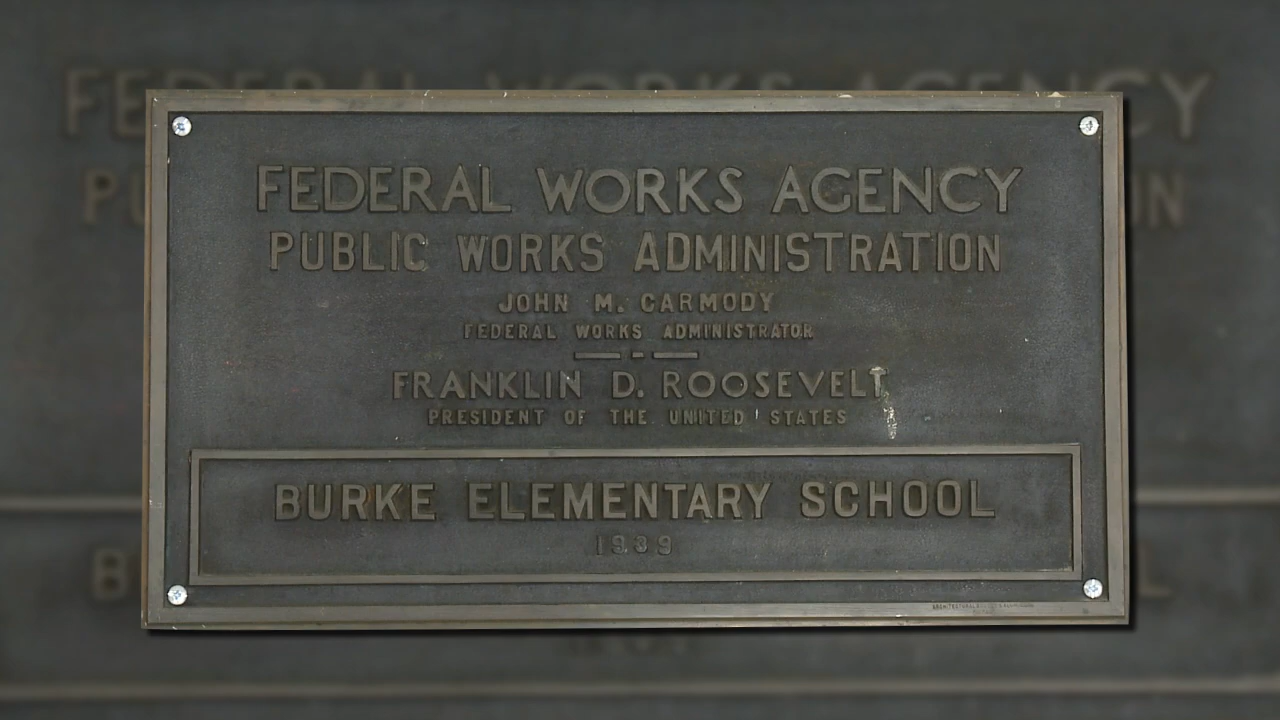 FEDERAL WORKS AGENCY
PUBLIC WORKS ADMINISTRATION
JOHN M. CARMODY
FEDERAL WORKS ADMINISTRATOR
FRANKLIN D. ROOSEVELT
PRESIDENT OF THE UNITED STATES
BURKE ELEMENTARY SCHOOL
1939